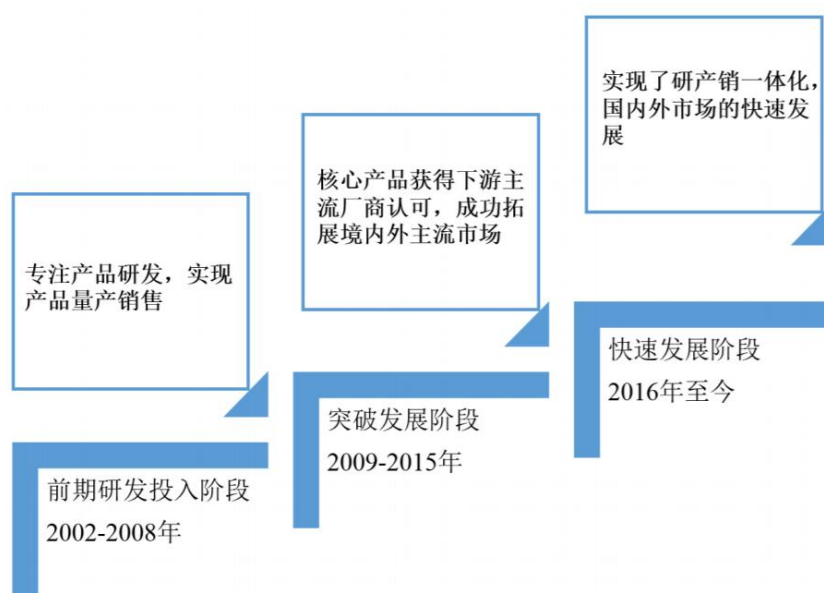 专注产品研发，实现
产品量产销售
前期研发投入阶段
2002-2008年
核心产品获得下游主
流厂商认可，成功拓
展境内外主流市场
突破发展阶段
2009-2015年
实现了研产销一体化，
国内外市场的快速发
展
快速发展阶段
2016年至今